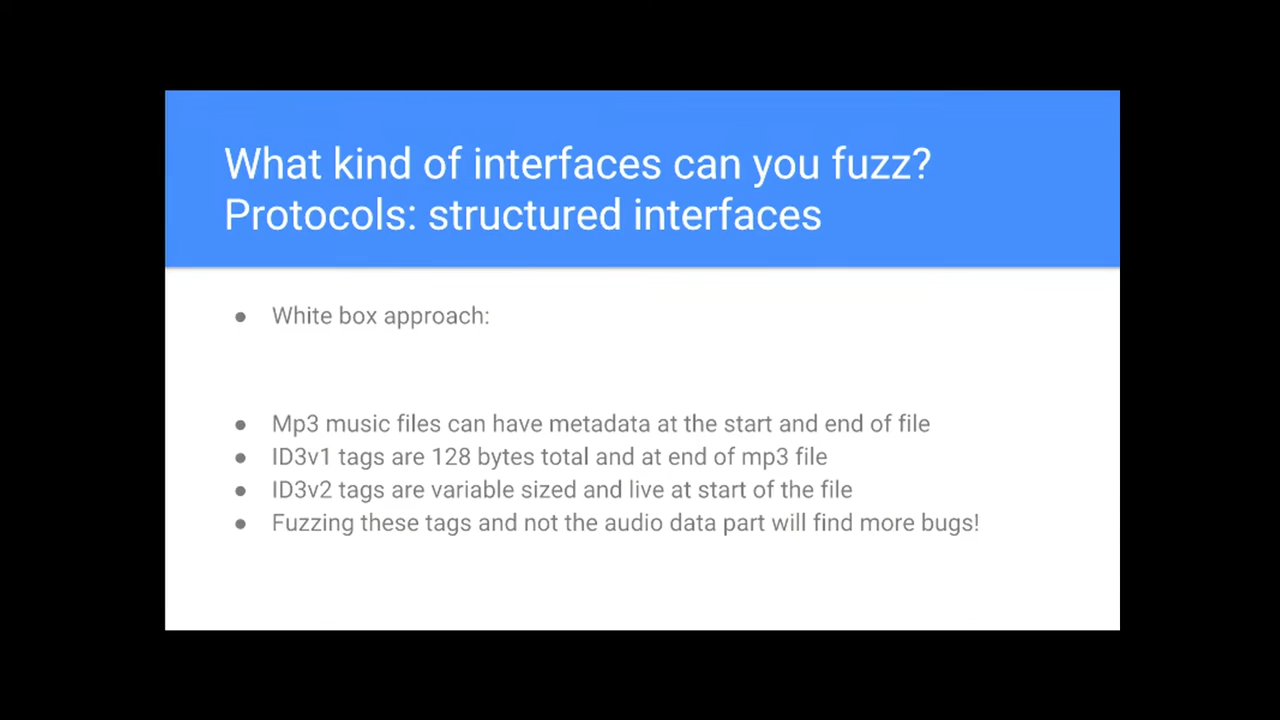 What kind of interfaces can you fuzz?
Protocols: structured interfaces
● White box approach:
● Mp3 music files can have metadata at the start and end of file
● ID3v1 tags are 128 bytes total and at end of mp3 file
● ID3v2 tags are variable sized and live at start of the file
● Fuzzing these tags and not the audio data part will find more bugs!